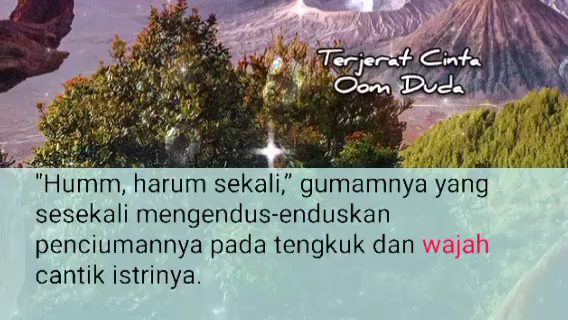 Terjerat Cinta
Oom Duda
"Humm, harum sekali,” gumamnya yang
sesekali mengendus-enduskan
penciumannya pada tengkuk dan wajah
cantik istrinya.